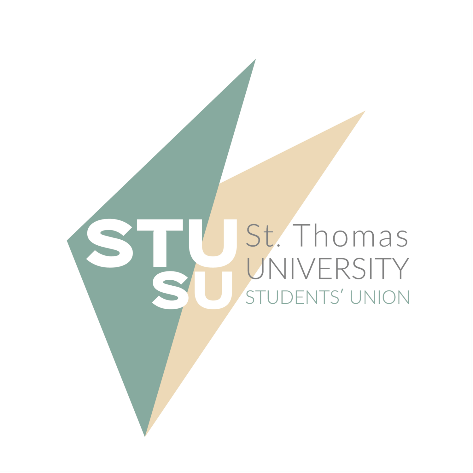 STU
SU
St. Thomas
UNIVERSITY
STUDENTS' UNION